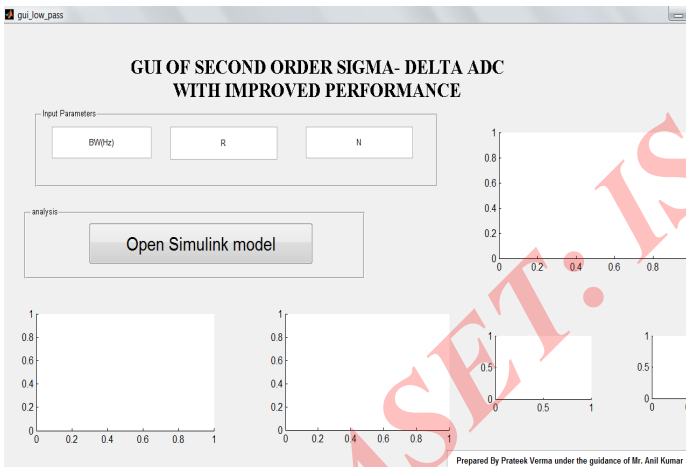 gui_low_pass
GUI OF SECOND ORDER SIGMA- DELTA ADC
WITH IMPROVED PERFORMANCE
Input Parameters
BW(Hz) R N
analysis
Open Simulink model
1
0.8
0.6
0.4
0.2
0
0 0.2 0.4 0.6 0.8
1
0.8
0.6
0.4
0.2
0
0 0.2 0.4 0.6 0.8 1
1
0.8
0.6
0.4
0.2
0
0 0.2 0.4 0.6 0.8 1
1
0.5
0
0 0.5 1
1
0.5
0
0
MSET: IS
Prepared By Prateek Verma under the guidance of Mr. Anil Kumar